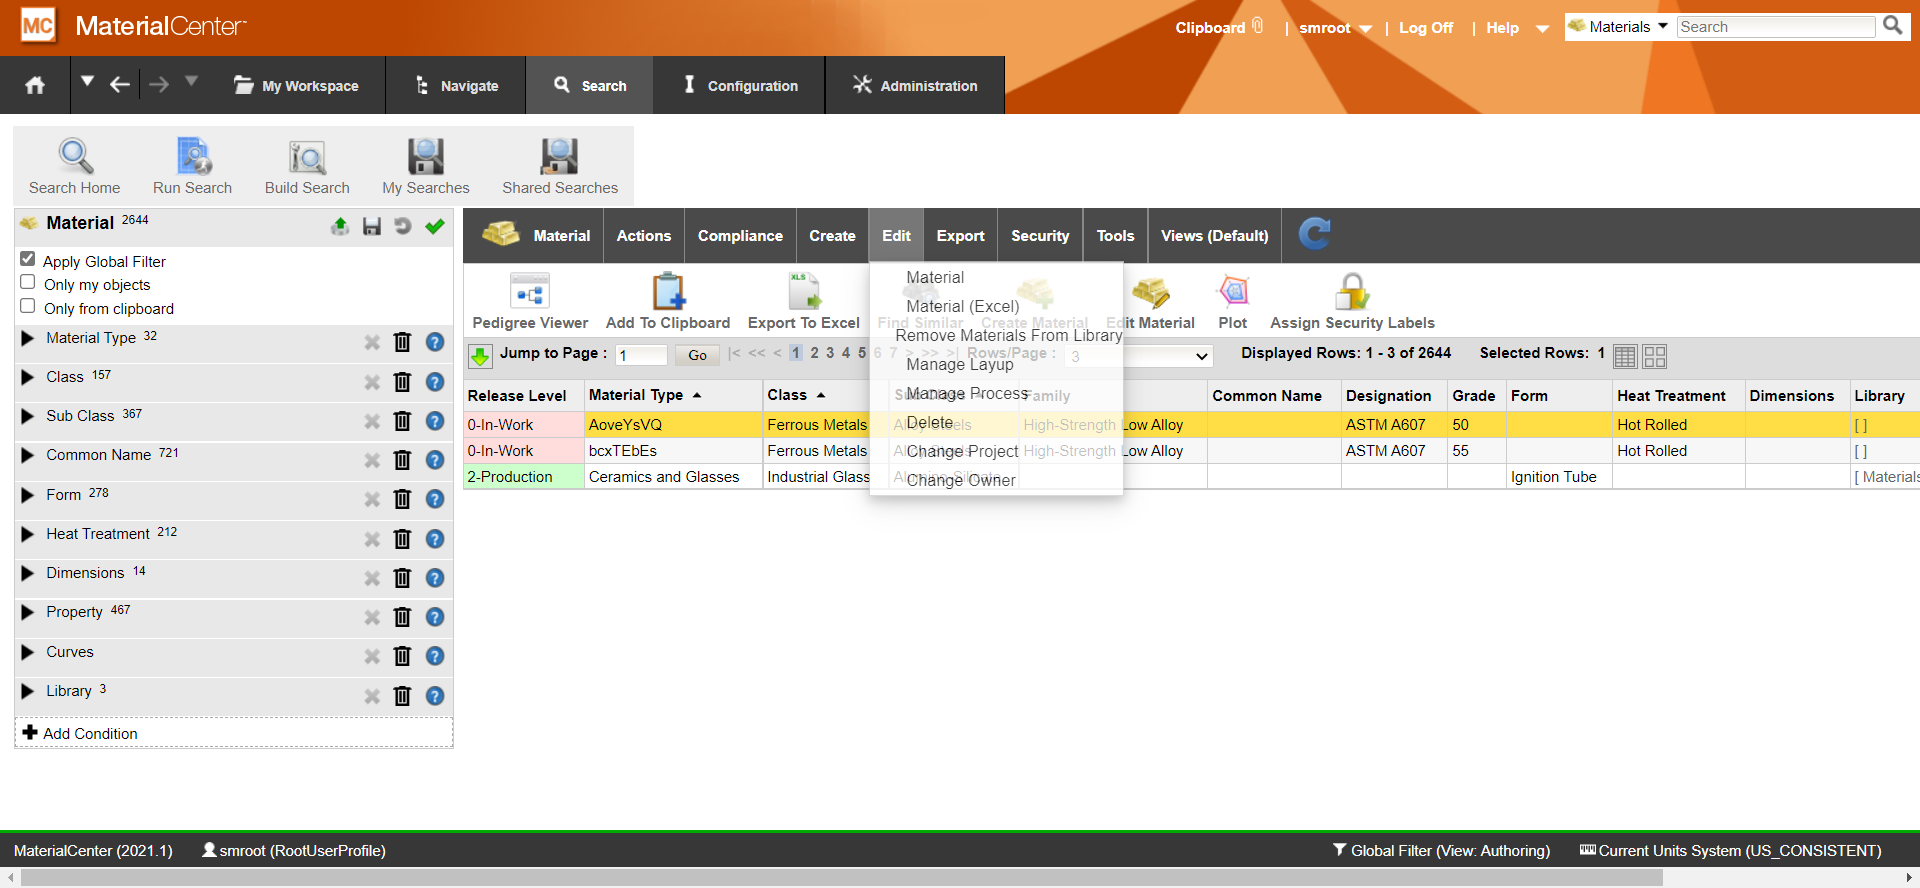 MC MaterialCenter
Clipboard | smroot | Log Off | Help Materials Search
My Workspace Navigate Search Configuration Administration
Search Home Run Search Build Search My Searches Shared Searches
Material 2644
Apply Global Filter
Only my objects
Only from clipboard
Material Type 32
Class 157
Sub Class 367
Common Name 721
Form 278
Heat Treatment 212
Dimensions 14
Property 467
Curves
Library 3
Add Condition
Material Actions Compliance Create Edit Export Security Tools Views (Default)
Pedigree Viewer Add To Clipboard Export To Excel Find Similar Create Material Edit Material Plot Assign Security Labels
Material
Material (Excel)
Remove Materials From Library
Manage Layup
Manage Process
Delete
Change Project
Change Owner
Jump to Page : 1 Go |< << < 1 2 3 4 5 6 7 > >> >| Rows/Page : 3 Displayed Rows: 1 - 3 of 2644 Selected Rows: 1
Release Level Material Type Class Sub Class Family Common Name Designation Grade Form Heat Treatment Dimensions Library
0-In-Work AoveYsVQ Ferrous Metals Alloy Steels High-Strength Low Alloy ASTM A607 50 Hot Rolled [ ]
0-In-Work bcxTEbEs Ferrous Metals Alloy Steels High-Strength Low Alloy ASTM A607 55 Hot Rolled [ ]
2-Production Ceramics and Glasses Industrial Glass Alumino-Silicate Ignition Tube [ Materials
MaterialCenter (2021.1) smroot (RootUserProfile) Global Filter (View: Authoring) Current Units System (US_CONSISTENT)